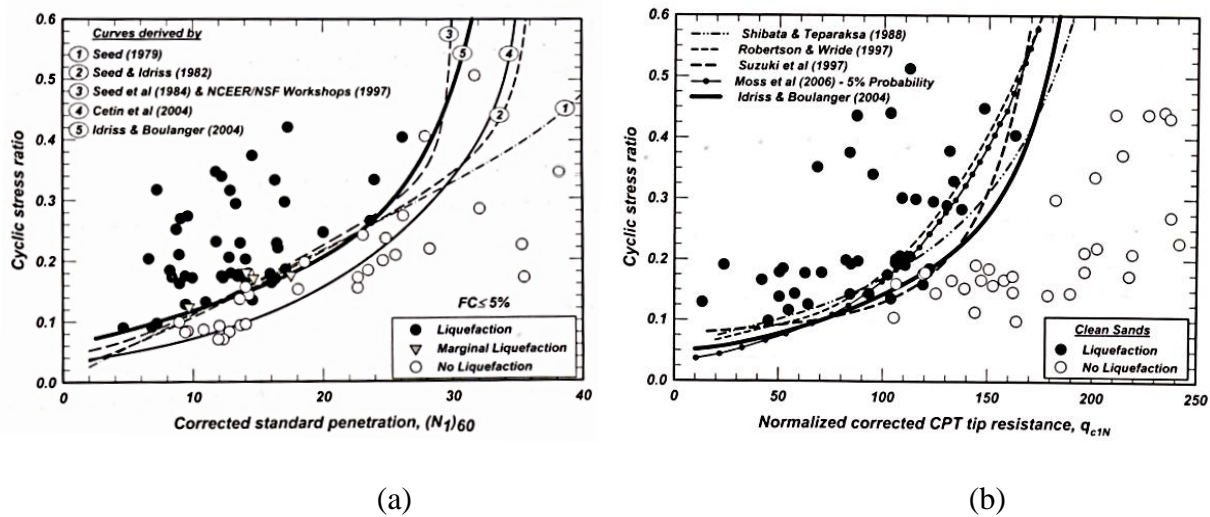 0.6
0.5
0.4
0.3
0.2
0.1
0.0
Cyclic stress ratio
Curves derived by
1 Seed (1979)
2 Seed & Idriss (1982)
3 Seed et al (1984) & NCEER/NSF Workshops (1997)
4 Cetin et al (2004)
5 Idriss & Boulanger (2004)
3
5
4
2
1
FC ≤ 5%
Liquefaction
Marginal Liquefaction
No Liquefaction
0 10 20 30 40
Corrected standard penetration, (N1)60
(a)
0.6
0.5
0.4
0.3
0.2
0.1
0.0
Cyclic stress ratio
Shibata & Teparaksa (1988)
Robertson & Wride (1997)
Suzuki et al (1997)
Moss et al (2006) - 5% Probability
Idriss & Boulanger (2004)
Clean Sands
Liquefaction
No Liquefaction
0 50 100 150 200 250
Normalized corrected CPT tip resistance, qc1N
(b)